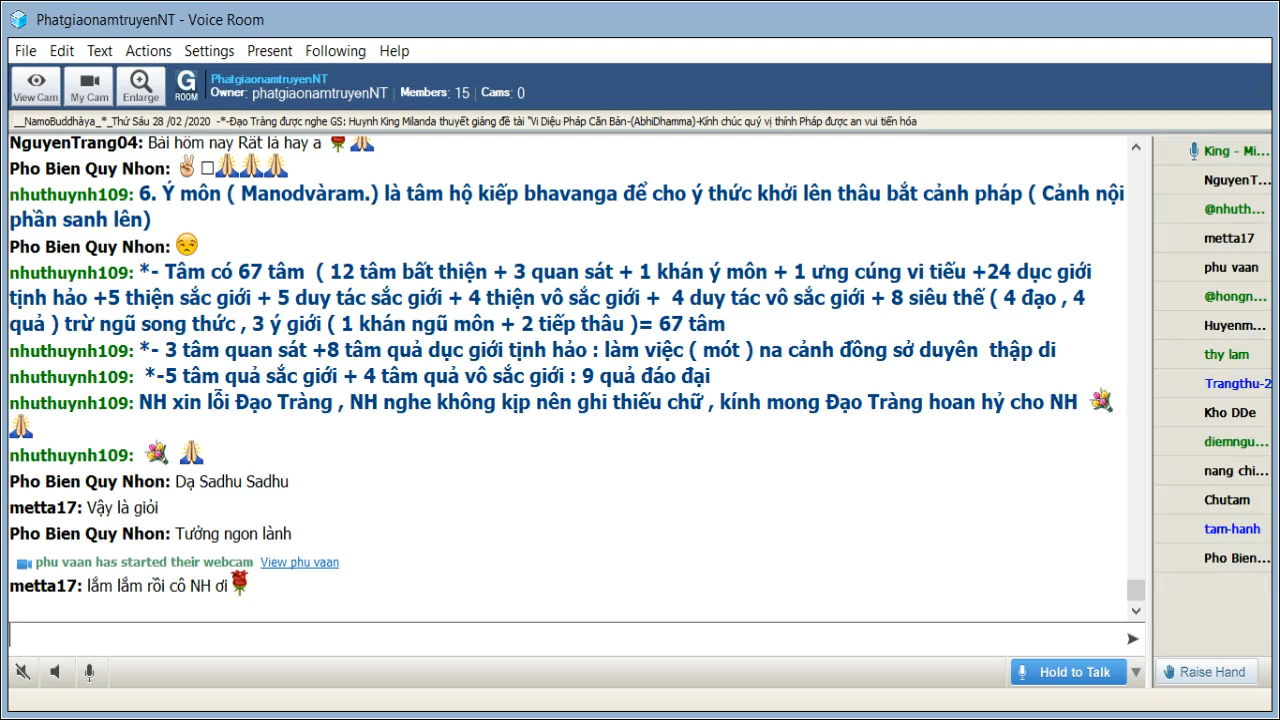 PhatgiaonamtruyenNT - Voice Room
File Edit Text Actions Settings Present Following Help
View Cam My Cam Enlarge G ROOM PhatgiaonamtruyenNT
Owner: phatgiaonamtruyenNT Members: 15 Cams: 0
__NamoBuddhàya_*_Thứ Sáu 28 /02 /2020 -*-Đạo Tràng được nghe GS: Huynh King Milanda thuyết giảng đề tài "Vi Diệu Pháp Căn Bản-(AbhiDhamma)-Kính chúc quý vị thính Pháp được an vui tiến hóa
NguyenTrang04: Bài hôm nay Rất là hay a
Pho Bien Quy Nhon:
nhuthuynh109: 6. Ý môn ( Manodvàram.) là tâm hộ kiếp bhavanga để cho ý thức khởi lên thâu bắt cảnh pháp ( Cảnh nội
phần sanh lên)
Pho Bien Quy Nhon:
nhuthuynh109: *- Tâm có 67 tâm ( 12 tâm bất thiện + 3 quan sát + 1 khán ý môn + 1 ưng cúng vi tiếu +24 dục giới
tịnh hảo +5 thiện sắc giới + 5 duy tác sắc giới + 4 thiện vô sắc giới + 4 duy tác vô sắc giới + 8 siêu thế ( 4 đạo , 4
quả ) trừ ngũ song thức , 3 ý giới ( 1 khán ngũ môn + 2 tiếp thâu )= 67 tâm
nhuthuynh109: *- 3 tâm quan sát +8 tâm quả dục giới tịnh hảo : làm việc ( mót ) na cảnh đồng sở duyên thập di
nhuthuynh109: *-5 tâm quả sắc giới + 4 tâm quả vô sắc giới : 9 quả đáo đại
nhuthuynh109: NH xin lỗi Đạo Tràng , NH nghe không kịp nên ghi thiếu chữ , kính mong Đạo Tràng hoan hỷ cho NH
nhuthuynh109:
Pho Bien Quy Nhon: Dạ Sadhu Sadhu
metta17: Vậy là giỏi
Pho Bien Quy Nhon: Tưởng ngon lành
phu vaan has started their webcam View phu vaan
metta17: lắm lắm rồi cô NH ơi
King - Mi...
NguyenT...
@nhuth...
metta17
phu vaan
@hongn...
Huyenm...
thy lam
Trangthu-2
Kho DDe
diemngu...
nang chi...
Chutam
tam-hanh
Pho Bien...
Hold to Talk
Raise Hand